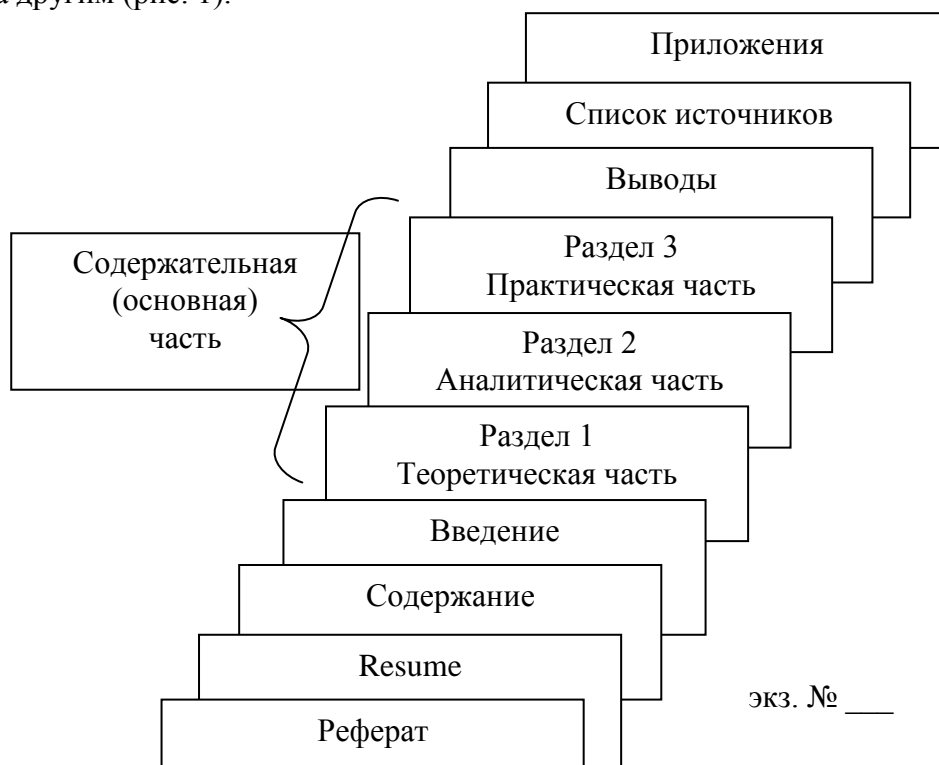 другим (рис. 1).
Приложения
Список источников
Выводы
Раздел 3
Практическая часть
Содержательная
(основная)
часть
Раздел 2
Аналитическая часть
Раздел 1
Теоретическая часть
Введение
Содержание
Resume
экз. № ___
Реферат